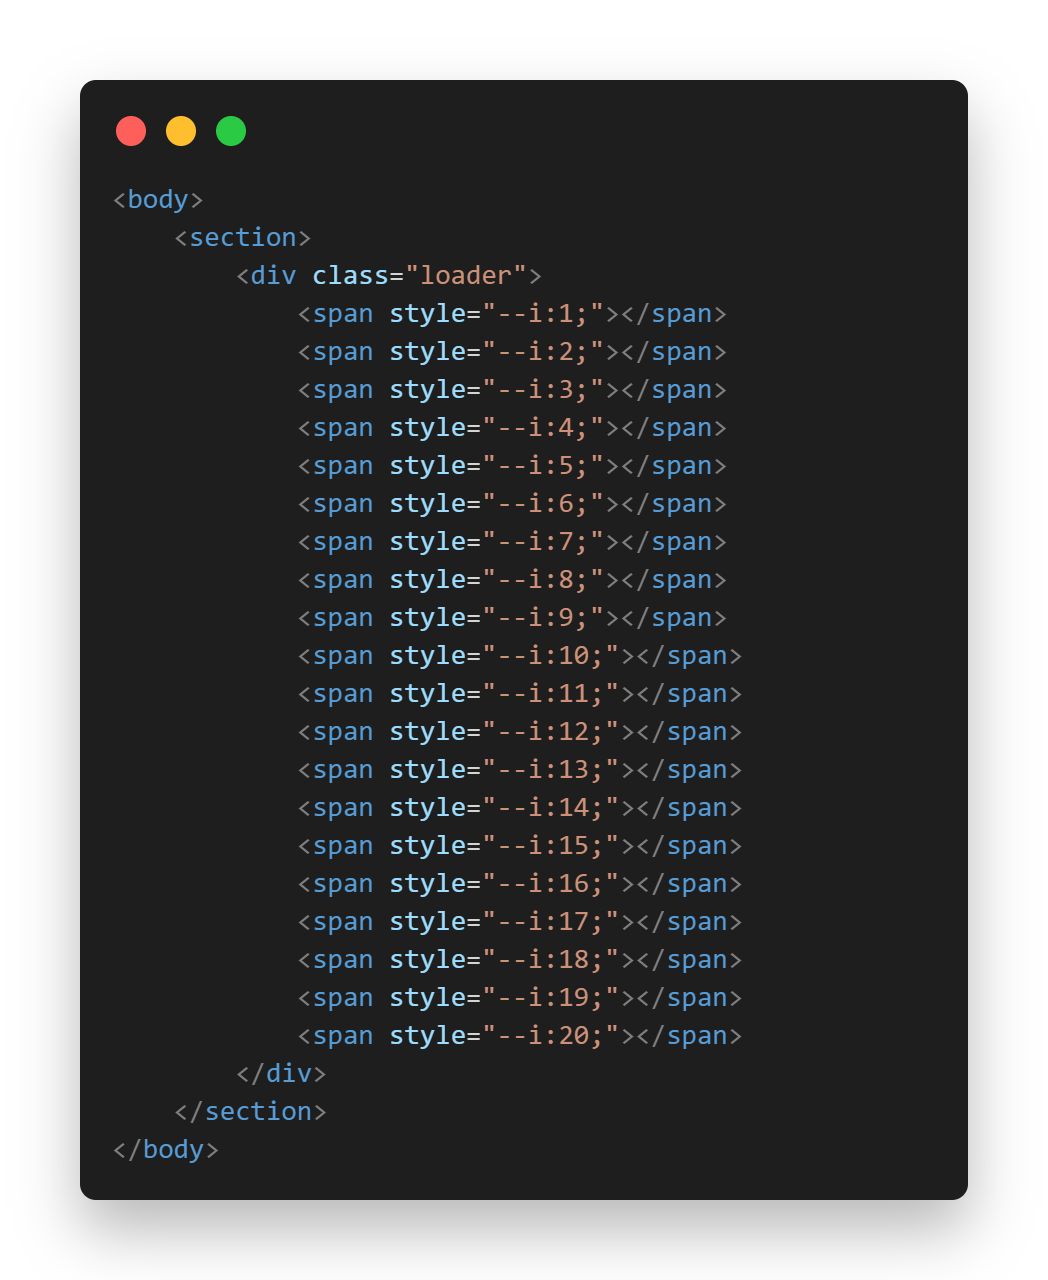 <body>
    <section>
        <div class="loader">
            <span style="--i:1;"></span>
            <span style="--i:2;"></span>
            <span style="--i:3;"></span>
            <span style="--i:4;"></span>
            <span style="--i:5;"></span>
            <span style="--i:6;"></span>
            <span style="--i:7;"></span>
            <span style="--i:8;"></span>
            <span style="--i:9;"></span>
            <span style="--i:10;"></span>
            <span style="--i:11;"></span>
            <span style="--i:12;"></span>
            <span style="--i:13;"></span>
            <span style="--i:14;"></span>
            <span style="--i:15;"></span>
            <span style="--i:16;"></span>
            <span style="--i:17;"></span>
            <span style="--i:18;"></span>
            <span style="--i:19;"></span>
            <span style="--i:20;"></span>
        </div>
    </section>
</body>